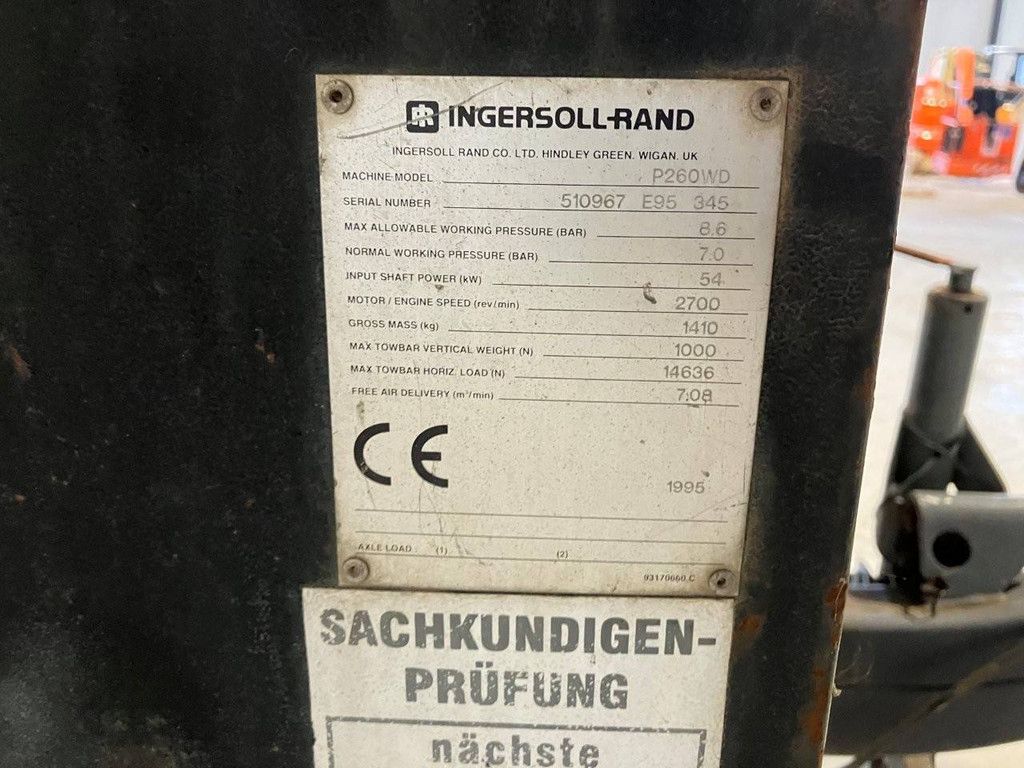 INGERSOLL-RAND
INGERSOLL RAND CO. LTD. HINDLEY GREEN. WIGAN. UK
MACHINE MODEL P260WD
SERIAL NUMBER 510967 E95 345
MAX ALLOWABLE WORKING PRESSURE (BAR) 8.6
NORMAL WORKING PRESSURE (BAR) 7.0
INPUT SHAFT POWER (kW) 54
MOTOR / ENGINE SPEED (rev/min) 2700
GROSS MASS (kg) 1410
MAX TOWBAR VERTICAL WEIGHT (N) 1000
MAX TOWBAR HORIZ. LOAD (N) 14636
FREE AIR DELIVERY (m³/min) 7.08
CE
1995
AXLE LOAD : (1) (2)
93170660 C
SACHKUNDIGEN-
PRÜFUNG
nächste